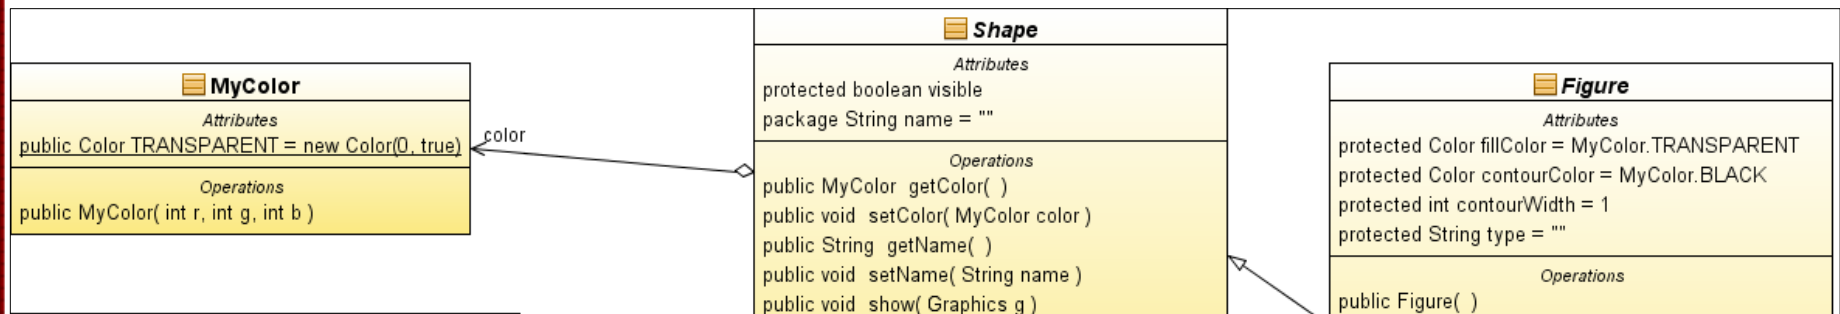 MyColor
Attributes
public Color TRANSPARENT = new Color(0, true)
Operations
public MyColor( int r, int g, int b )
color
Shape
Attributes
protected boolean visible
package String name = ""
Operations
public MyColor getColor( )
public void setColor( MyColor color )
public String getName( )
public void setName( String name )
public void show( Graphics g )
Figure
Attributes
protected Color fillColor = MyColor.TRANSPARENT
protected Color contourColor = MyColor.BLACK
protected int contourWidth = 1
protected String type = ""
Operations
public Figure( )